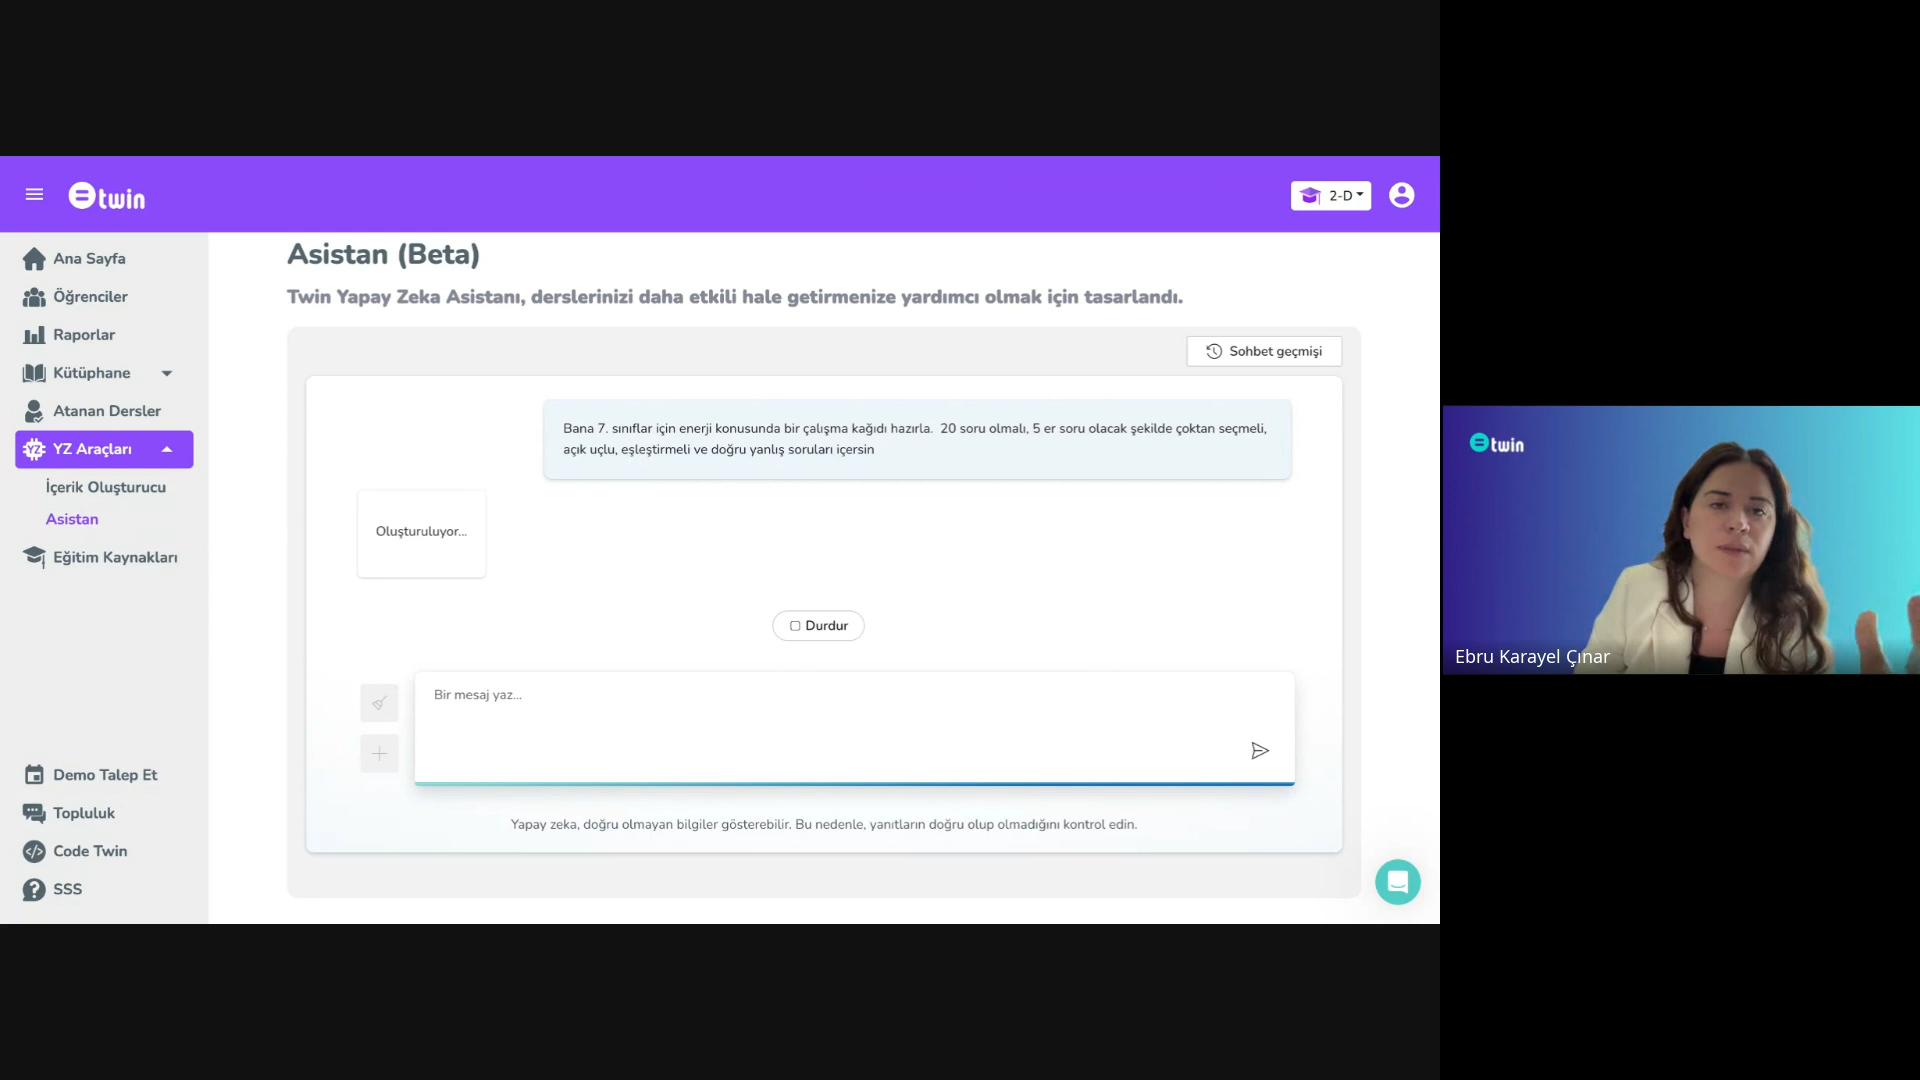 twin
2-D
Ana Sayfa
Öğrenciler
Raporlar
Kütüphane
Atanan Dersler
YZ Araçları
İçerik Oluşturucu
Asistan
Eğitim Kaynakları
Demo Talep Et
Topluluk
Code Twin
SSS
Asistan (Beta)
Twin Yapay Zeka Asistanı, derslerinizi daha etkili hale getirmenize yardımcı olmak için tasarlandı.
Sohbet geçmişi
Bana 7. sınıflar için enerji konusunda bir çalışma kağıdı hazırla.  20 soru olmalı, 5 er soru olacak şekilde çoktan seçmeli,
açık uçlu, eşleştirmeli ve doğru yanlış soruları içersin
Oluşturuluyor...
Durdur
Bir mesaj yaz...
Yapay zeka, doğru olmayan bilgiler gösterebilir. Bu nedenle, yanıtların doğru olup olmadığını kontrol edin.
twin
Ebru Karayel Çınar